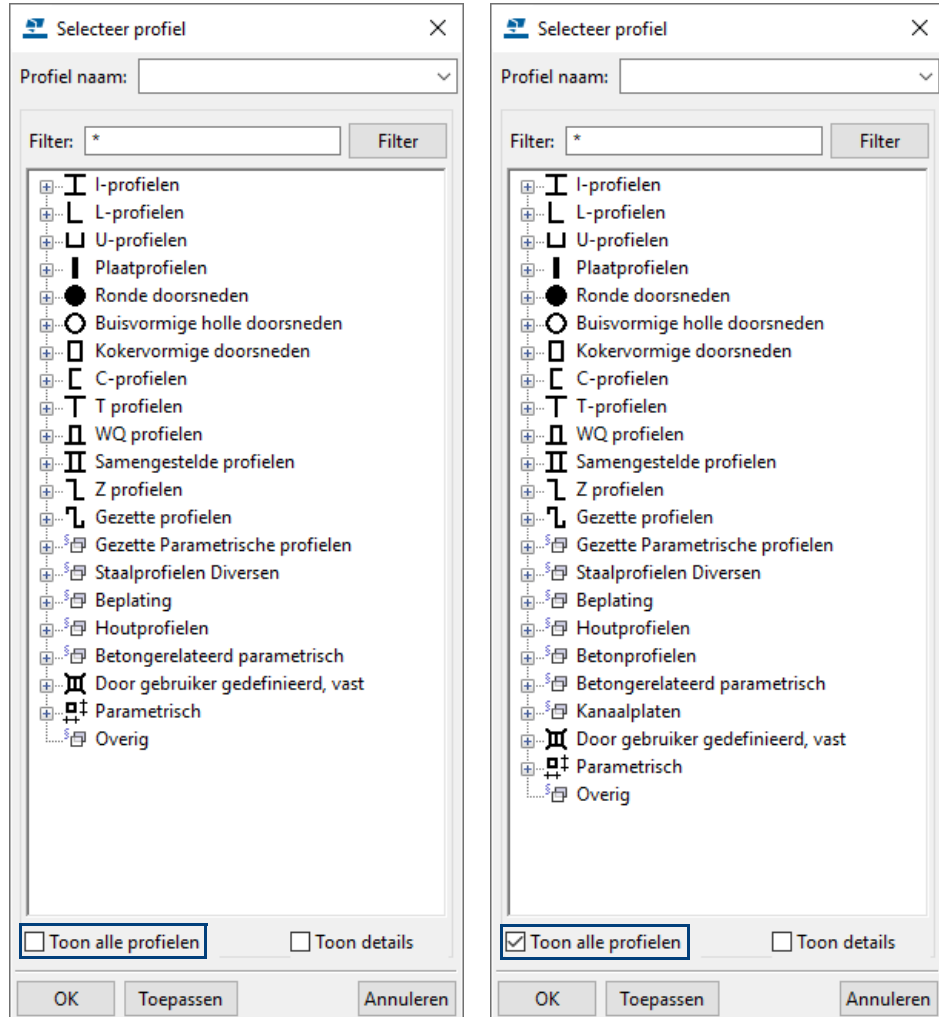 Selecteer profiel
Profiel naam:
Filter: * Filter
I-profielen
L-profielen
U-profielen
Plaatprofielen
Ronde doorsneden
Buisvormige holle doorsneden
Kokervormige doorsneden
C-profielen
T profielen
WQ profielen
Samengestelde profielen
Z profielen
Gezette profielen
Gezette Parametrische profielen
Staalprofielen Diversen
Beplating
Houtprofielen
Betongerelateerd parametrisch
Door gebruiker gedefinieerd, vast
Parametrisch
Overig
Toon alle profielen Toon details
OK Toepassen Annuleren
Selecteer profiel
Profiel naam:
Filter: * Filter
I-profielen
L-profielen
U-profielen
Plaatprofielen
Ronde doorsneden
Buisvormige holle doorsneden
Kokervormige doorsneden
C-profielen
T-profielen
WQ profielen
Samengestelde profielen
Z profielen
Gezette profielen
Gezette Parametrische profielen
Staalprofielen Diversen
Beplating
Houtprofielen
Betonprofielen
Betongerelateerd parametrisch
Kanaalplaten
Door gebruiker gedefinieerd, vast
Parametrisch
Overig
Toon alle profielen Toon details
OK Toepassen Annuleren